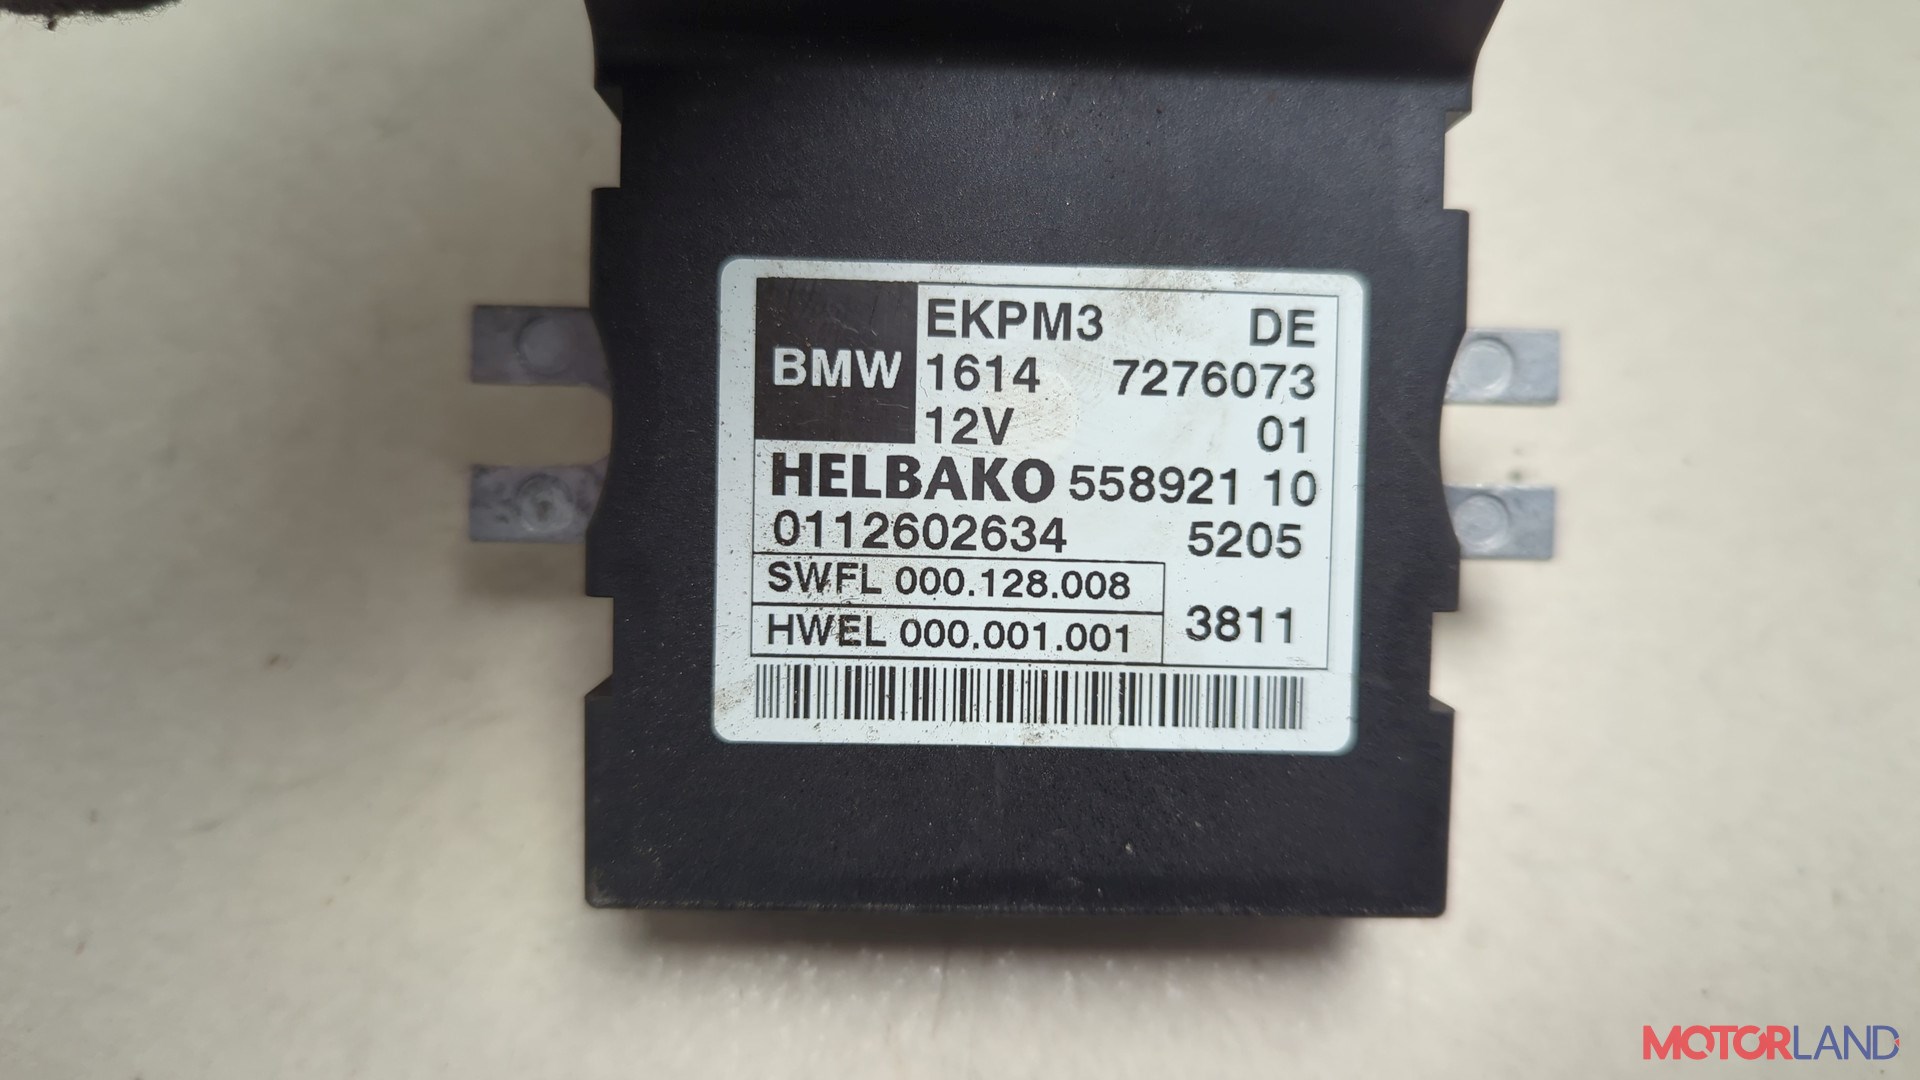 EKPM3 DE
BMW 1614 7276073
12V 01
HELBAKO 558921 10
0112602634 5205
SWFL 000.128.008
HWEL 000.001.001 3811
MOTORLAND